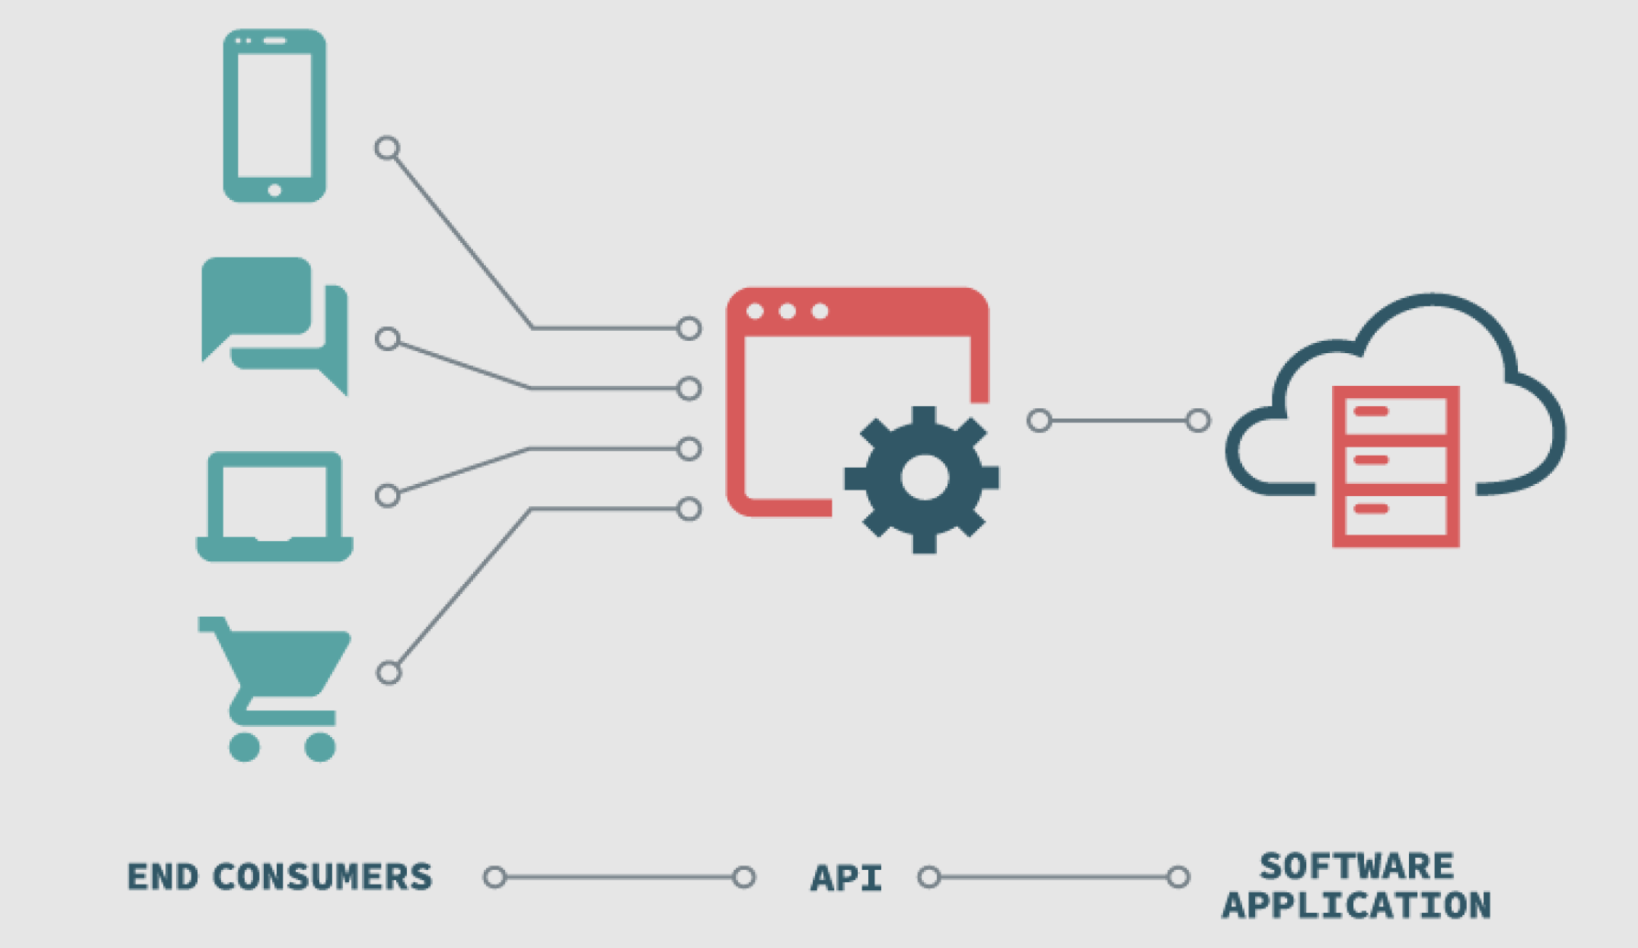 END CONSUMERS
API
SOFTWARE
APPLICATION